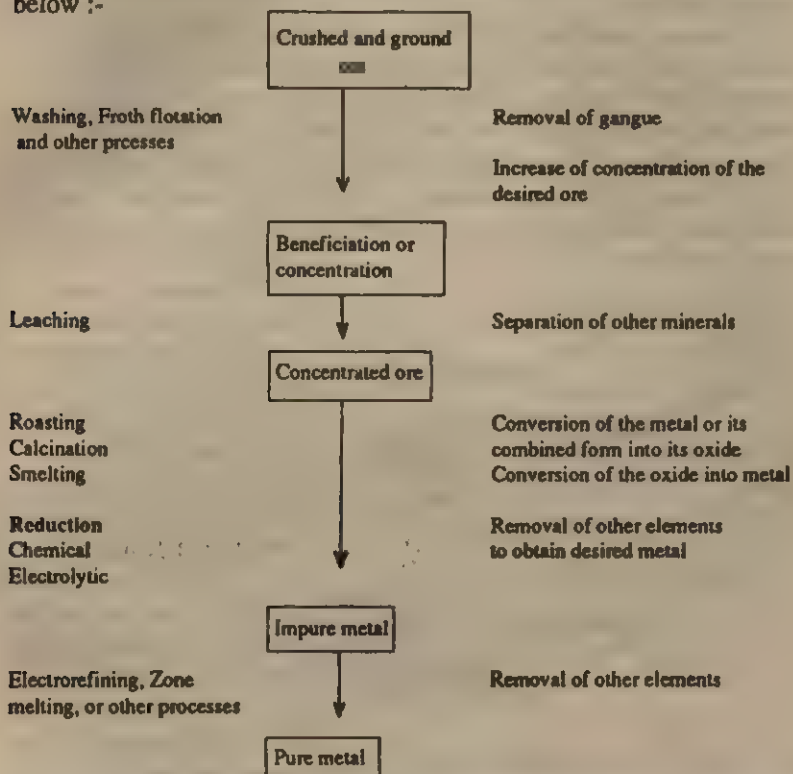 below :-
Crushed and ground
Washing, Froth flotation
and other prcesses
Removal of gangue
Increase of concentration of the
desired ore
Beneficiation or
concentration
Leaching
Separation of other minerals
Concentrated ore
Roasting
Calcination
Smelting
Conversion of the metal or its
combined form into its oxide
Conversion of the oxide into metal
Reduction
Chemical
Electrolytic
Removal of other elements
to obtain desired metal
Impure metal
Electrorefining, Zone
melting, or other processes
Removal of other elements
Pure metal